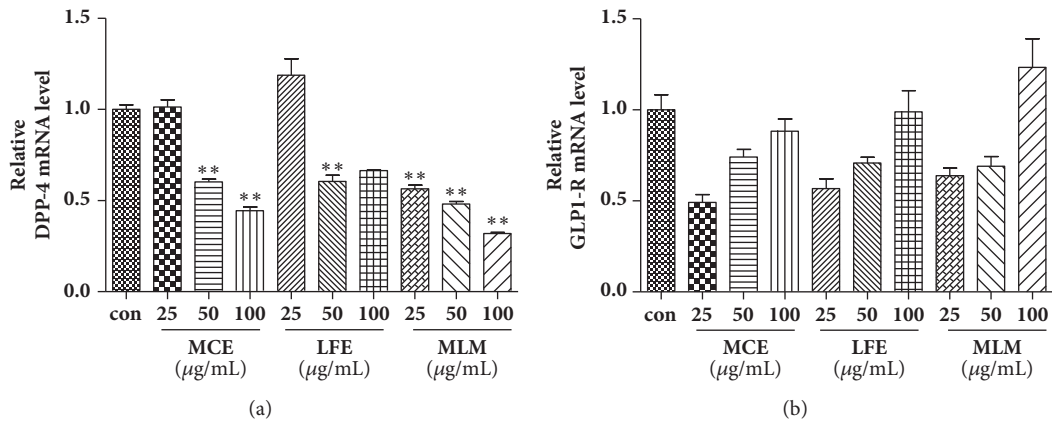 1.5
1.0
0.5
0.0
Relative
DPP-4 mRNA level
**
**
**
**
**
**
con 25 50 100 25 50 100 25 50 100
MCE LFE MLM
(μg/mL) (μg/mL) (μg/mL)
(a)
1.5
1.0
0.5
0.0
Relative
GLP1-R mRNA level
con 25 50 100 25 50 100 25 50 100
MCE LFE MLM
(μg/mL) (μg/mL) (μg/mL)
(b)